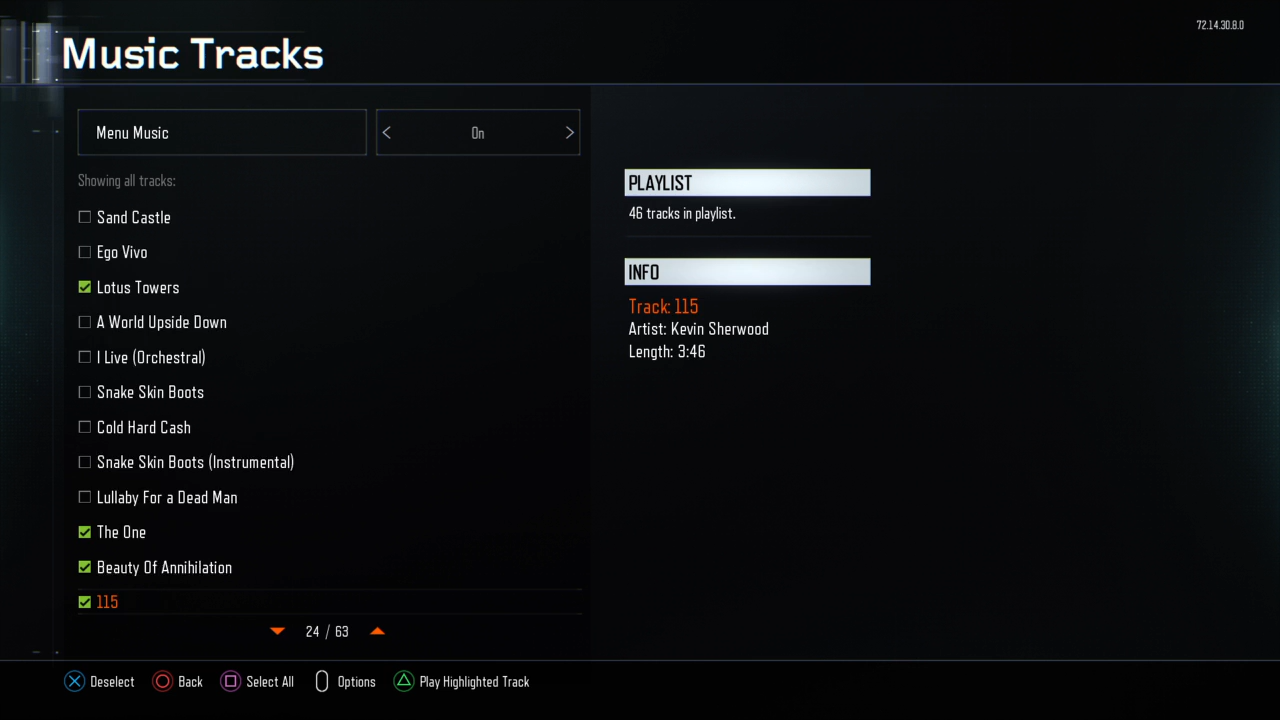 72.14.30.8.0
Music Tracks
Menu Music
On
Showing all tracks:
Sand Castle
Ego Vivo
Lotus Towers
A World Upside Down
I Live (Orchestral)
Snake Skin Boots
Cold Hard Cash
Snake Skin Boots (Instrumental)
Lullaby For a Dead Man
The One
Beauty Of Annihilation
115
24 / 63
PLAYLIST
46 tracks in playlist.
INFO
Track: 115
Artist: Kevin Sherwood
Length: 3:46
Deselect Back Select All Options Play Highlighted Track